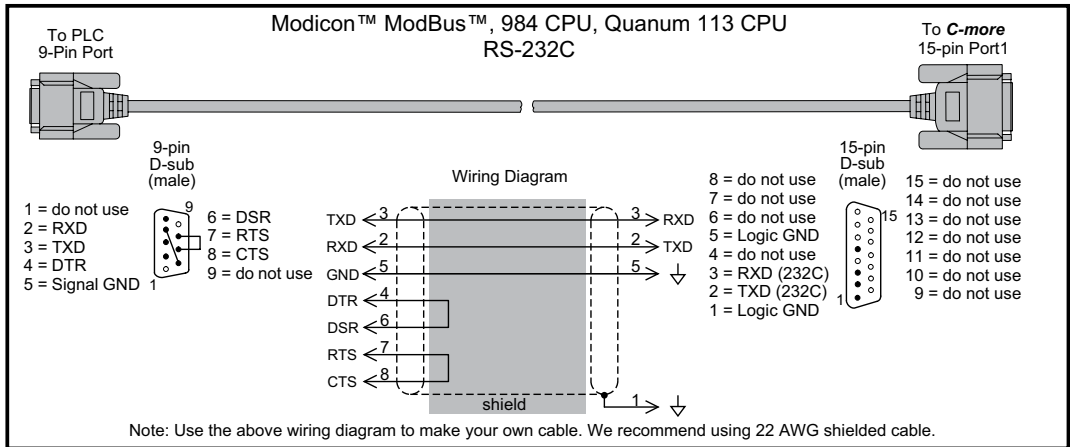 Modicon™ ModBus™, 984 CPU, Quanum 113 CPU
RS-232C
To PLC
9-Pin Port
To C-more
15-pin Port1
9-pin
D-sub
(male)
1 = do not use
2 = RXD
3 = TXD
4 = DTR
5 = Signal GND
9
1
6 = DSR
7 = RTS
8 = CTS
9 = do not use
Wiring Diagram
TXD 3 3 RXD
RXD 2 2 TXD
GND 5 5
DTR 4
DSR 6
RTS 7
CTS 8
shield
1
8 = do not use
7 = do not use
6 = do not use
5 = Logic GND
4 = do not use
3 = RXD (232C)
2 = TXD (232C)
1 = Logic GND
15-pin
D-sub
(male)
15
1
15 = do not use
14 = do not use
13 = do not use
12 = do not use
11 = do not use
10 = do not use
9 = do not use
Note: Use the above wiring diagram to make your own cable. We recommend using 22 AWG shielded cable.